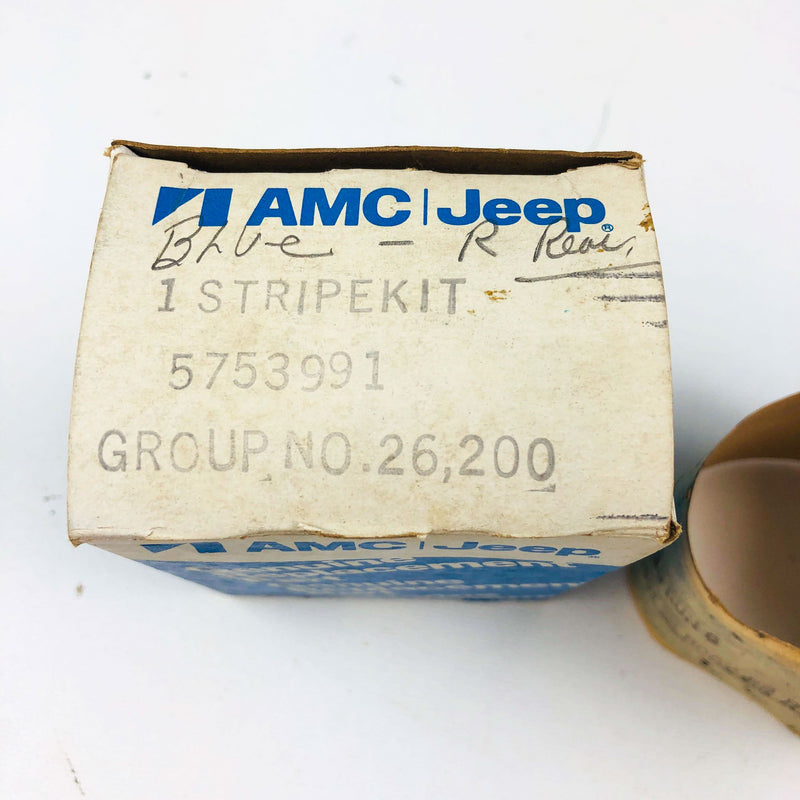 AMC|Jeep®
Blue - R Rear
1 STRIPEKIT
5753991
GROUP NO.26,200
AMC|Jeep